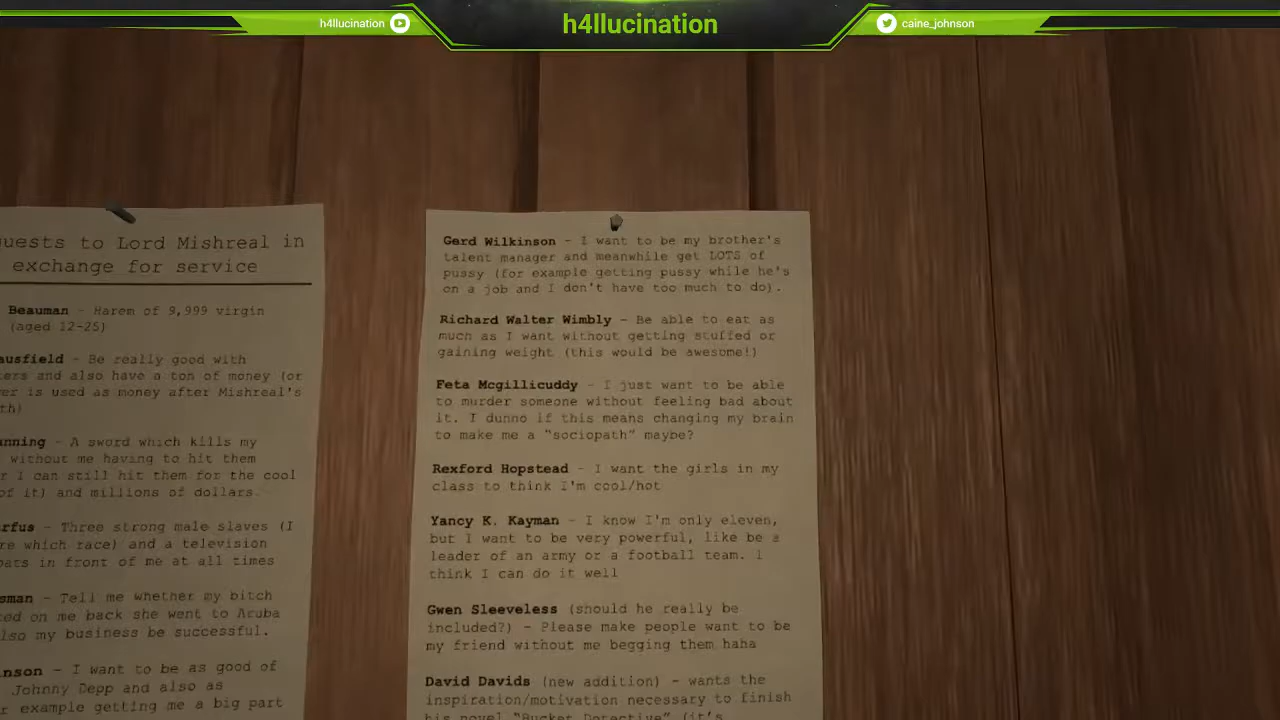 h4llucination
h4llucination
caine_johnson
uests to Lord Mishreal in
exchange for service
Beauman - Harem of 9,999 virgin
(aged 12-25)
ausfield - Be really good with
ters and also have a ton of money (or
er is used as money after Mishreal's
th)
unning - A sword which kills my
without me having to hit them
r I can still hit them for the cool
of it) and millions of dollars.
rfus - Three strong male slaves (I
re which race) and a television
oats in front of me at all times
sman - Tell me whether my bitch
ted on me back she went to Aruba
lso my business be successful.
nson - I want to be as good of
Johnny Depp and also as
r example getting me a big part
Gerd Wilkinson - I want to be my brother's
talent manager and meanwhile get LOTS of
pussy (for example getting pussy while he's
on a job and I don't have too much to do).
Richard Walter Wimbly - Be able to eat as
much as I want without getting stuffed or
gaining weight (this would be awesome!)
Feta Mcgillicuddy - I just want to be able
to murder someone without feeling bad about
it. I dunno if this means changing my brain
to make me a "sociopath" maybe?
Rexford Hopstead - I want the girls in my
class to think I'm cool/hot
Yancy K. Kayman - I know I'm only eleven,
but I want to be very powerful, like be a
leader of an army or a football team. I
think I can do it well
Gwen Sleeveless (should he really be
included?) - Please make people want to be
my friend without me begging them haha
David Davids (new addition) - wants the
inspiration/motivation necessary to finish
his novel "Bucket Detective" (it's